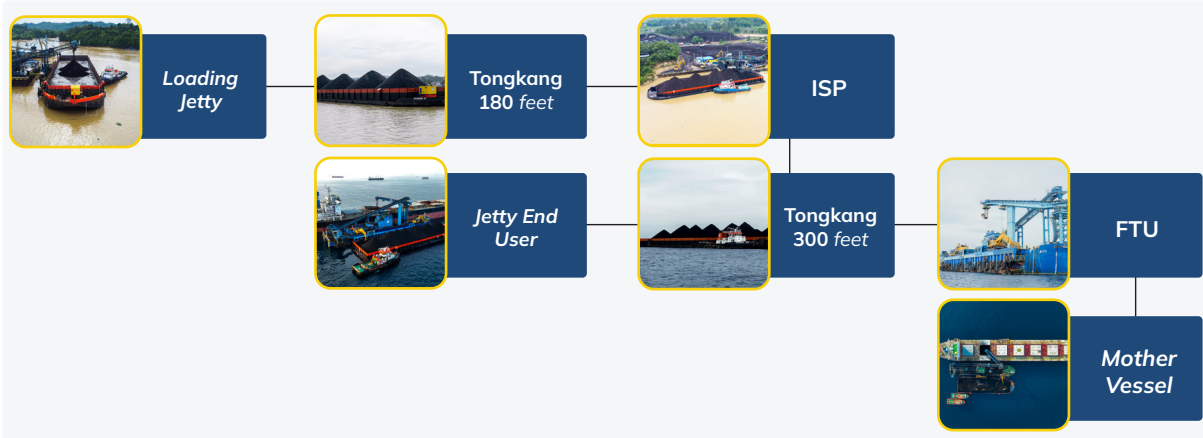 Loading
Jetty
Tongkang
180 feet
ISP
Jetty End
User
Tongkang
300 feet
FTU
Mother
Vessel